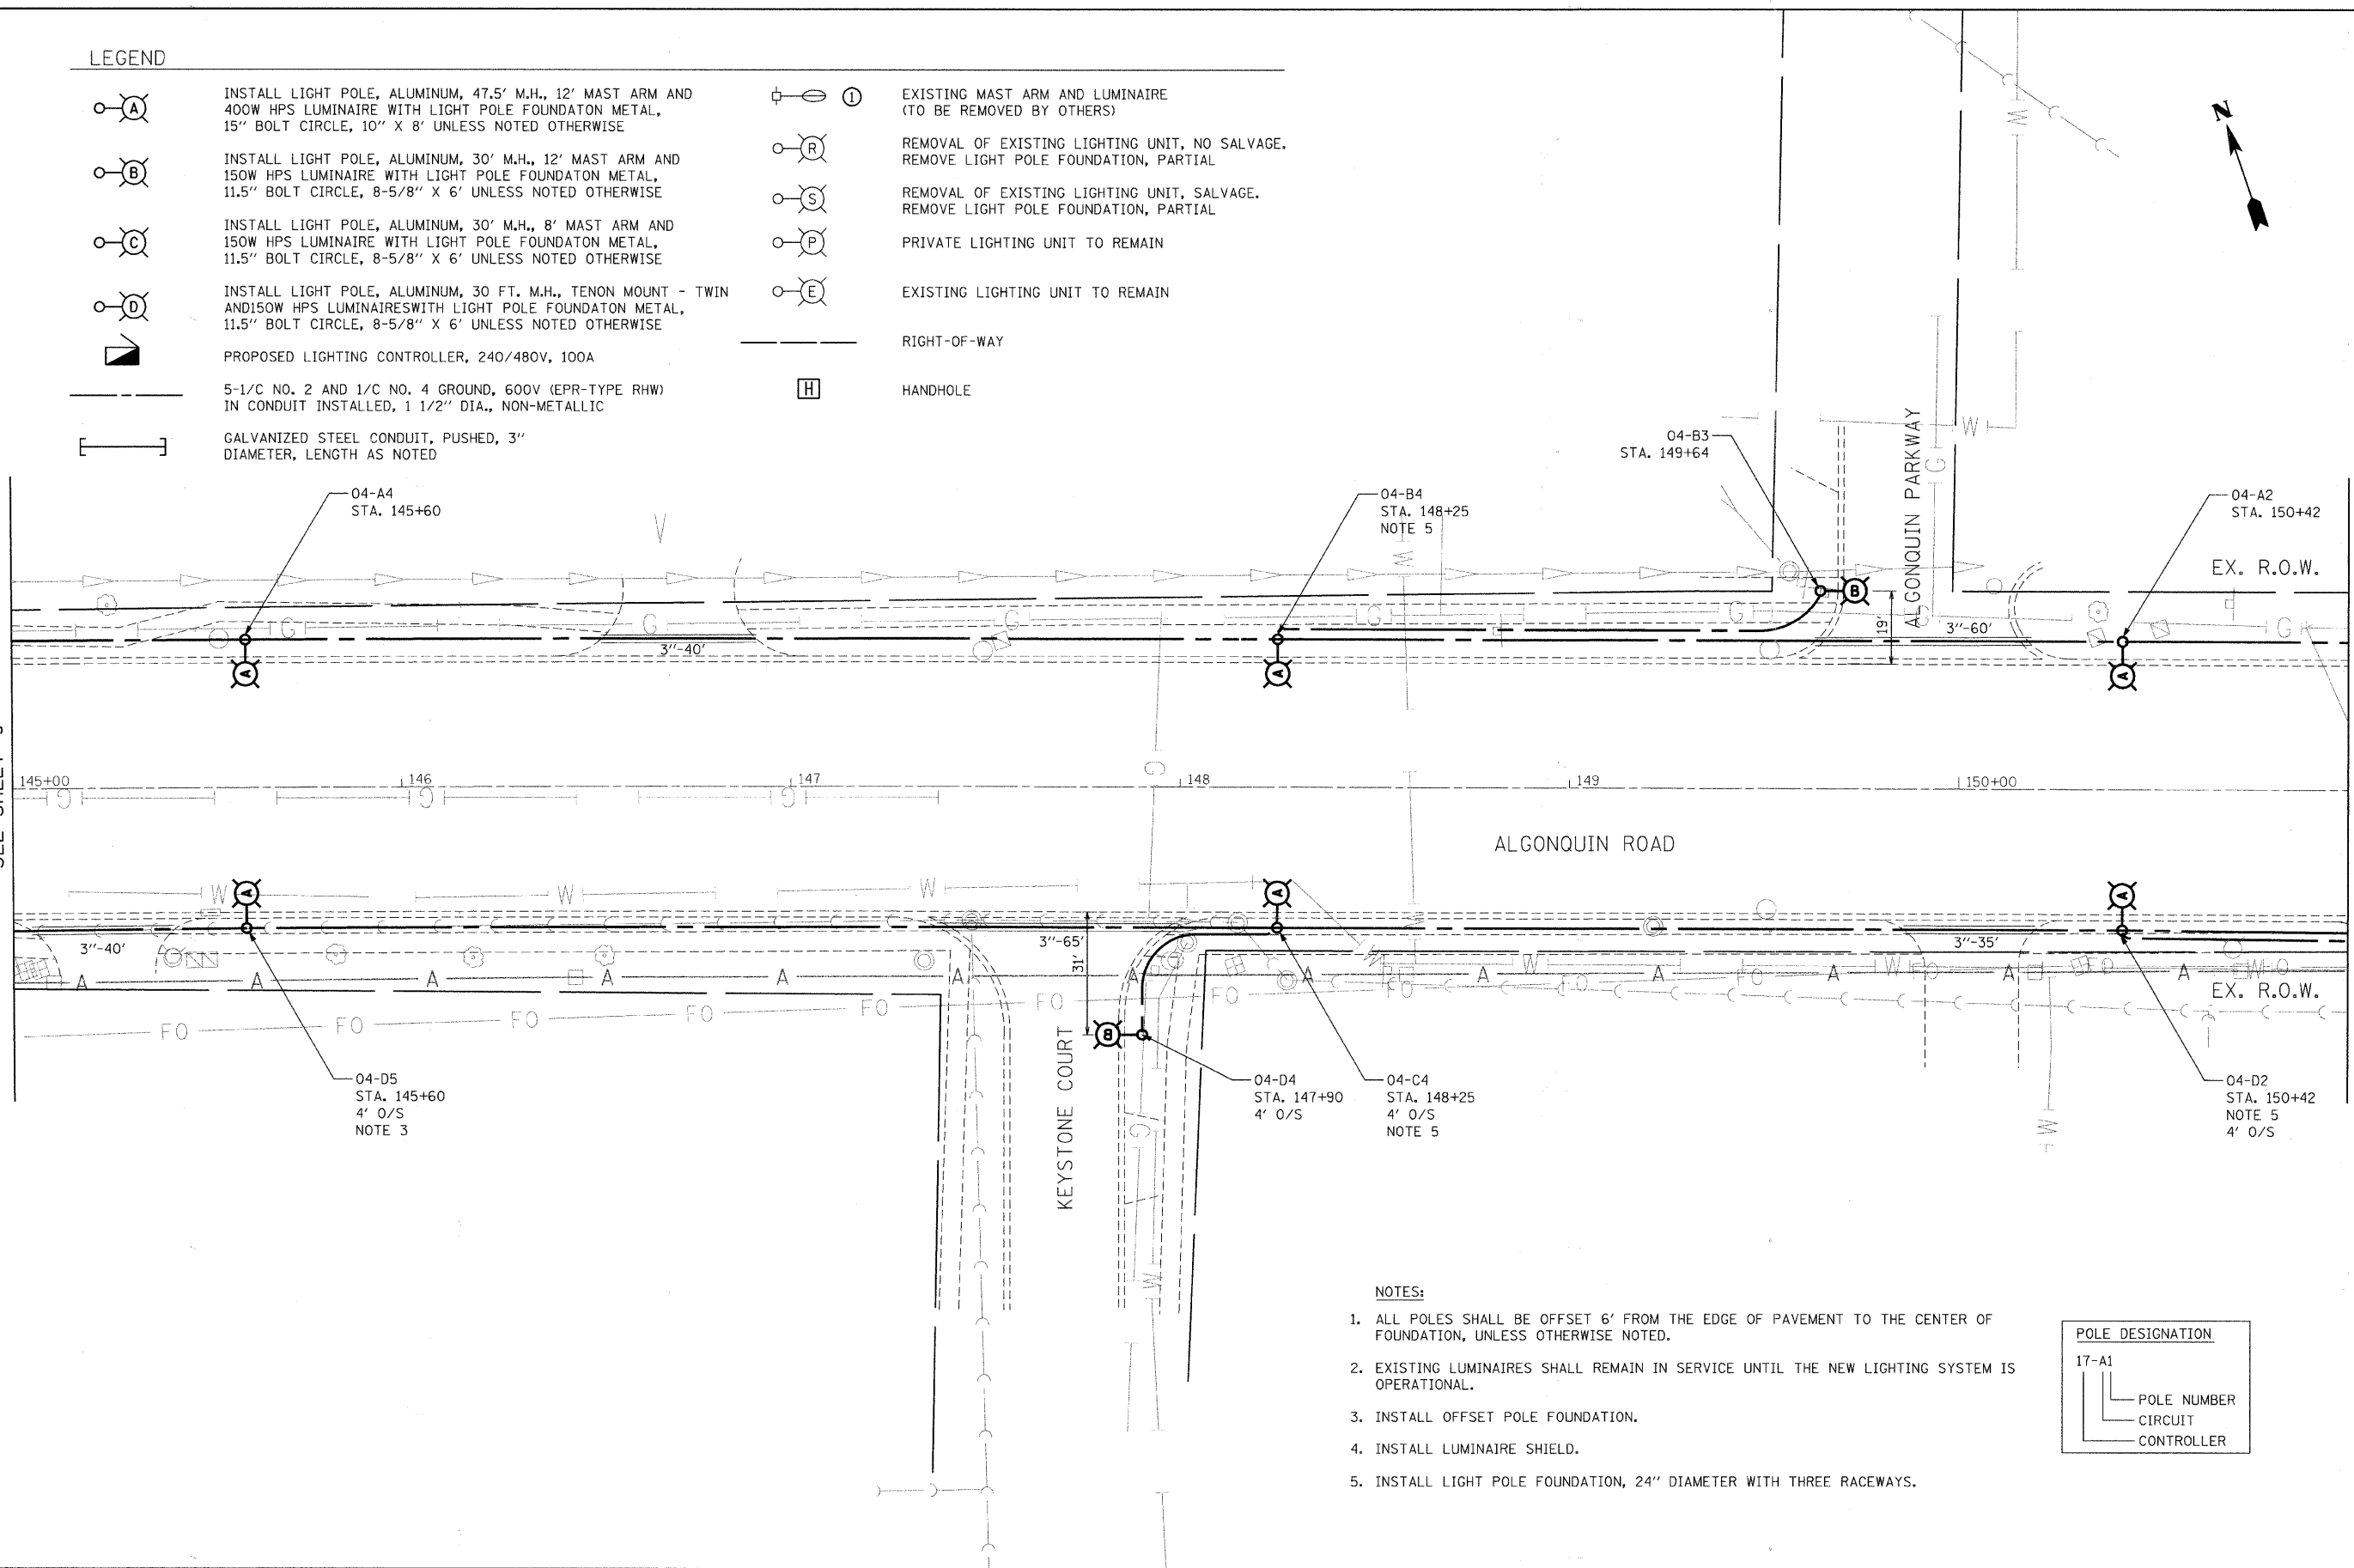 LEGEND
A
INSTALL LIGHT POLE, ALUMINUM, 47.5' M.H., 12' MAST ARM AND
400W HPS LUMINAIRE WITH LIGHT POLE FOUNDATON METAL,
15" BOLT CIRCLE, 10" X 8' UNLESS NOTED OTHERWISE
B
INSTALL LIGHT POLE, ALUMINUM, 30' M.H., 12' MAST ARM AND
150W HPS LUMINAIRE WITH LIGHT POLE FOUNDATON METAL,
11.5" BOLT CIRCLE, 8-5/8" X 6' UNLESS NOTED OTHERWISE
C
INSTALL LIGHT POLE, ALUMINUM, 30' M.H., 8' MAST ARM AND
150W HPS LUMINAIRE WITH LIGHT POLE FOUNDATON METAL,
11.5" BOLT CIRCLE, 8-5/8" X 6' UNLESS NOTED OTHERWISE
D
INSTALL LIGHT POLE, ALUMINUM, 30 FT. M.H., TENON MOUNT - TWIN
AND150W HPS LUMINAIRESWITH LIGHT POLE FOUNDATON METAL,
11.5" BOLT CIRCLE, 8-5/8" X 6' UNLESS NOTED OTHERWISE
PROPOSED LIGHTING CONTROLLER, 240/480V, 100A
5-1/C NO. 2 AND 1/C NO. 4 GROUND, 600V (EPR-TYPE RHW)
IN CONDUIT INSTALLED, 1 1/2" DIA., NON-METALLIC
GALVANIZED STEEL CONDUIT, PUSHED, 3"
DIAMETER, LENGTH AS NOTED
1
EXISTING MAST ARM AND LUMINAIRE
(TO BE REMOVED BY OTHERS)
R
REMOVAL OF EXISTING LIGHTING UNIT, NO SALVAGE.
REMOVE LIGHT POLE FOUNDATION, PARTIAL
S
REMOVAL OF EXISTING LIGHTING UNIT, SALVAGE.
REMOVE LIGHT POLE FOUNDATION, PARTIAL
P
PRIVATE LIGHTING UNIT TO REMAIN
E
EXISTING LIGHTING UNIT TO REMAIN
RIGHT-OF-WAY
H
HANDHOLE
N
04-A4
STA. 145+60
04-B4
STA. 148+25
NOTE 5
04-B3
STA. 149+64
ALGONQUIN PARKWAY
04-A2
STA. 150+42
EX. R.O.W.
3"-40'
19'
3"-60'
A
A
B
A
145+00
146
147
148
149
150+00
ALGONQUIN ROAD
A
A
A
3"-40'
3"-65'
31'
3"-35'
B
EX. R.O.W.
A A A A A A A A A A A A A
FO FO FO FO FO FO FO
KEYSTONE COURT
04-D5
STA. 145+60
4' O/S
NOTE 3
04-D4
STA. 147+90
4' O/S
04-C4
STA. 148+25
4' O/S
NOTE 5
04-D2
STA. 150+42
NOTE 5
4' O/S
NOTES:
1. ALL POLES SHALL BE OFFSET 6' FROM THE EDGE OF PAVEMENT TO THE CENTER OF
FOUNDATION, UNLESS OTHERWISE NOTED.
2. EXISTING LUMINAIRES SHALL REMAIN IN SERVICE UNTIL THE NEW LIGHTING SYSTEM IS
OPERATIONAL.
3. INSTALL OFFSET POLE FOUNDATION.
4. INSTALL LUMINAIRE SHIELD.
5. INSTALL LIGHT POLE FOUNDATION, 24" DIAMETER WITH THREE RACEWAYS.
POLE DESIGNATION
17-A1
POLE NUMBER
CIRCUIT
CONTROLLER